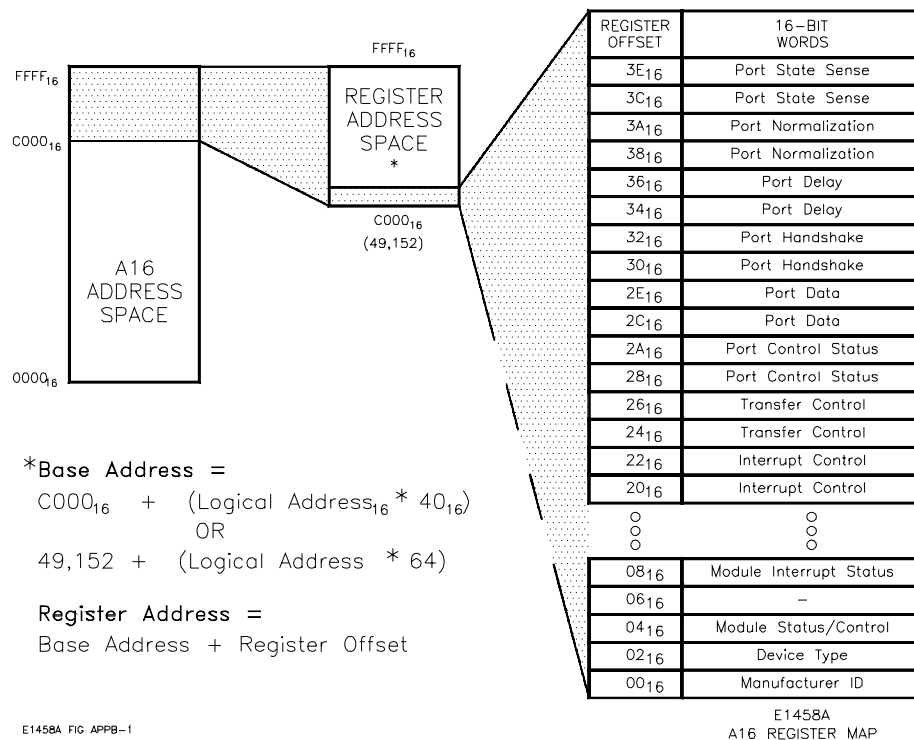 FFFF₁₆
C000₁₆
0000₁₆
A16
ADDRESS
SPACE
FFFF₁₆
REGISTER
ADDRESS
SPACE
*
C000₁₆
(49,152)
REGISTER OFFSET 16-BIT WORDS
3E₁₆ Port State Sense
3C₁₆ Port State Sense
3A₁₆ Port Normalization
38₁₆ Port Normalization
36₁₆ Port Delay
34₁₆ Port Delay
32₁₆ Port Handshake
30₁₆ Port Handshake
2E₁₆ Port Data
2C₁₆ Port Data
2A₁₆ Port Control Status
28₁₆ Port Control Status
26₁₆ Transfer Control
24₁₆ Transfer Control
22₁₆ Interrupt Control
20₁₆ Interrupt Control
08₁₆ Module Interrupt Status
06₁₆ –
04₁₆ Module Status/Control
02₁₆ Device Type
00₁₆ Manufacturer ID
E1458A
A16 REGISTER MAP
*Base Address =
C000₁₆ + (Logical Address₁₆ * 40₁₆)
OR
49,152 + (Logical Address * 64)
Register Address =
Base Address + Register Offset
E1458A FIG APPB-1